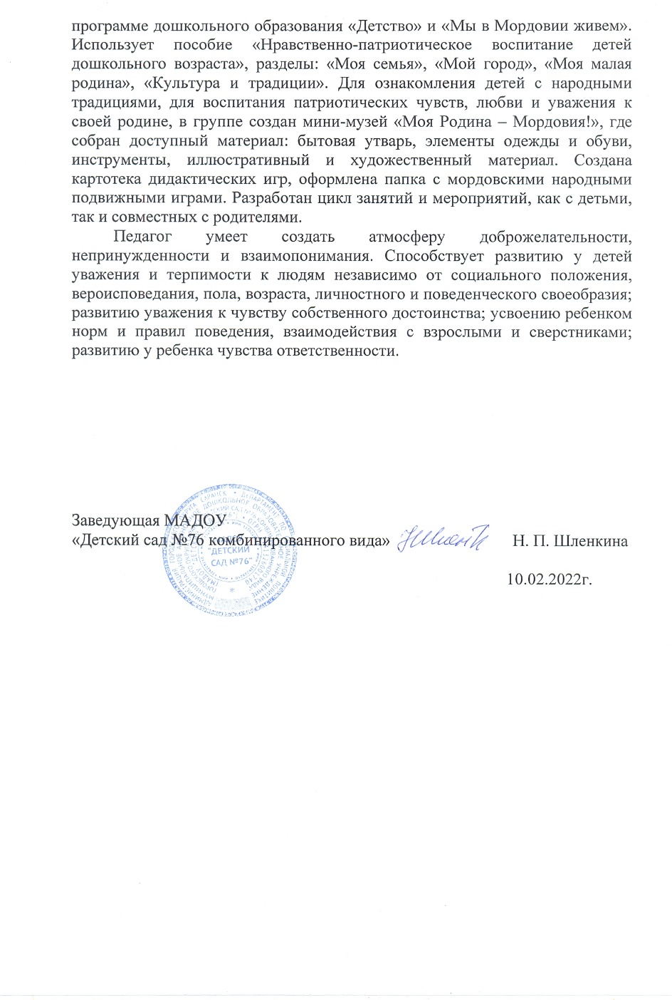 программе дошкольного образования «Детство» и «Мы в Мордовии живем».
Использует пособие «Нравственно-патриотическое воспитание детей
дошкольного возраста», разделы: «Моя семья», «Мой город», «Моя малая
родина», «Культура и традиции». Для ознакомления детей с народными
традициями, для воспитания патриотических чувств, любви и уважения к
своей родине, в группе создан мини-музей «Моя Родина – Мордовия!», где
собран доступный материал: бытовая утварь, элементы одежды и обуви,
инструменты, иллюстративный и художественный материал. Создана
картотека дидактических игр, оформлена папка с мордовскими народными
подвижными играми. Разработан цикл занятий и мероприятий, как с детьми,
так и совместных с родителями.
Педагог умеет создать атмосферу доброжелательности,
непринужденности и взаимопонимания. Способствует развитию у детей
уважения и терпимости к людям независимо от социального положения,
вероисповедания, пола, возраста, личностного и поведенческого своеобразия;
развитию уважения к чувству собственного достоинства; усвоению ребенком
норм и правил поведения, взаимодействия с взрослыми и сверстниками;
развитию у ребенка чувства ответственности.
Заведующая МАДОУ
«Детский сад №76 комбинированного вида» Н. П. Шленкина
10.02.2022г.
"ДЕТСКИЙ
САД №76"